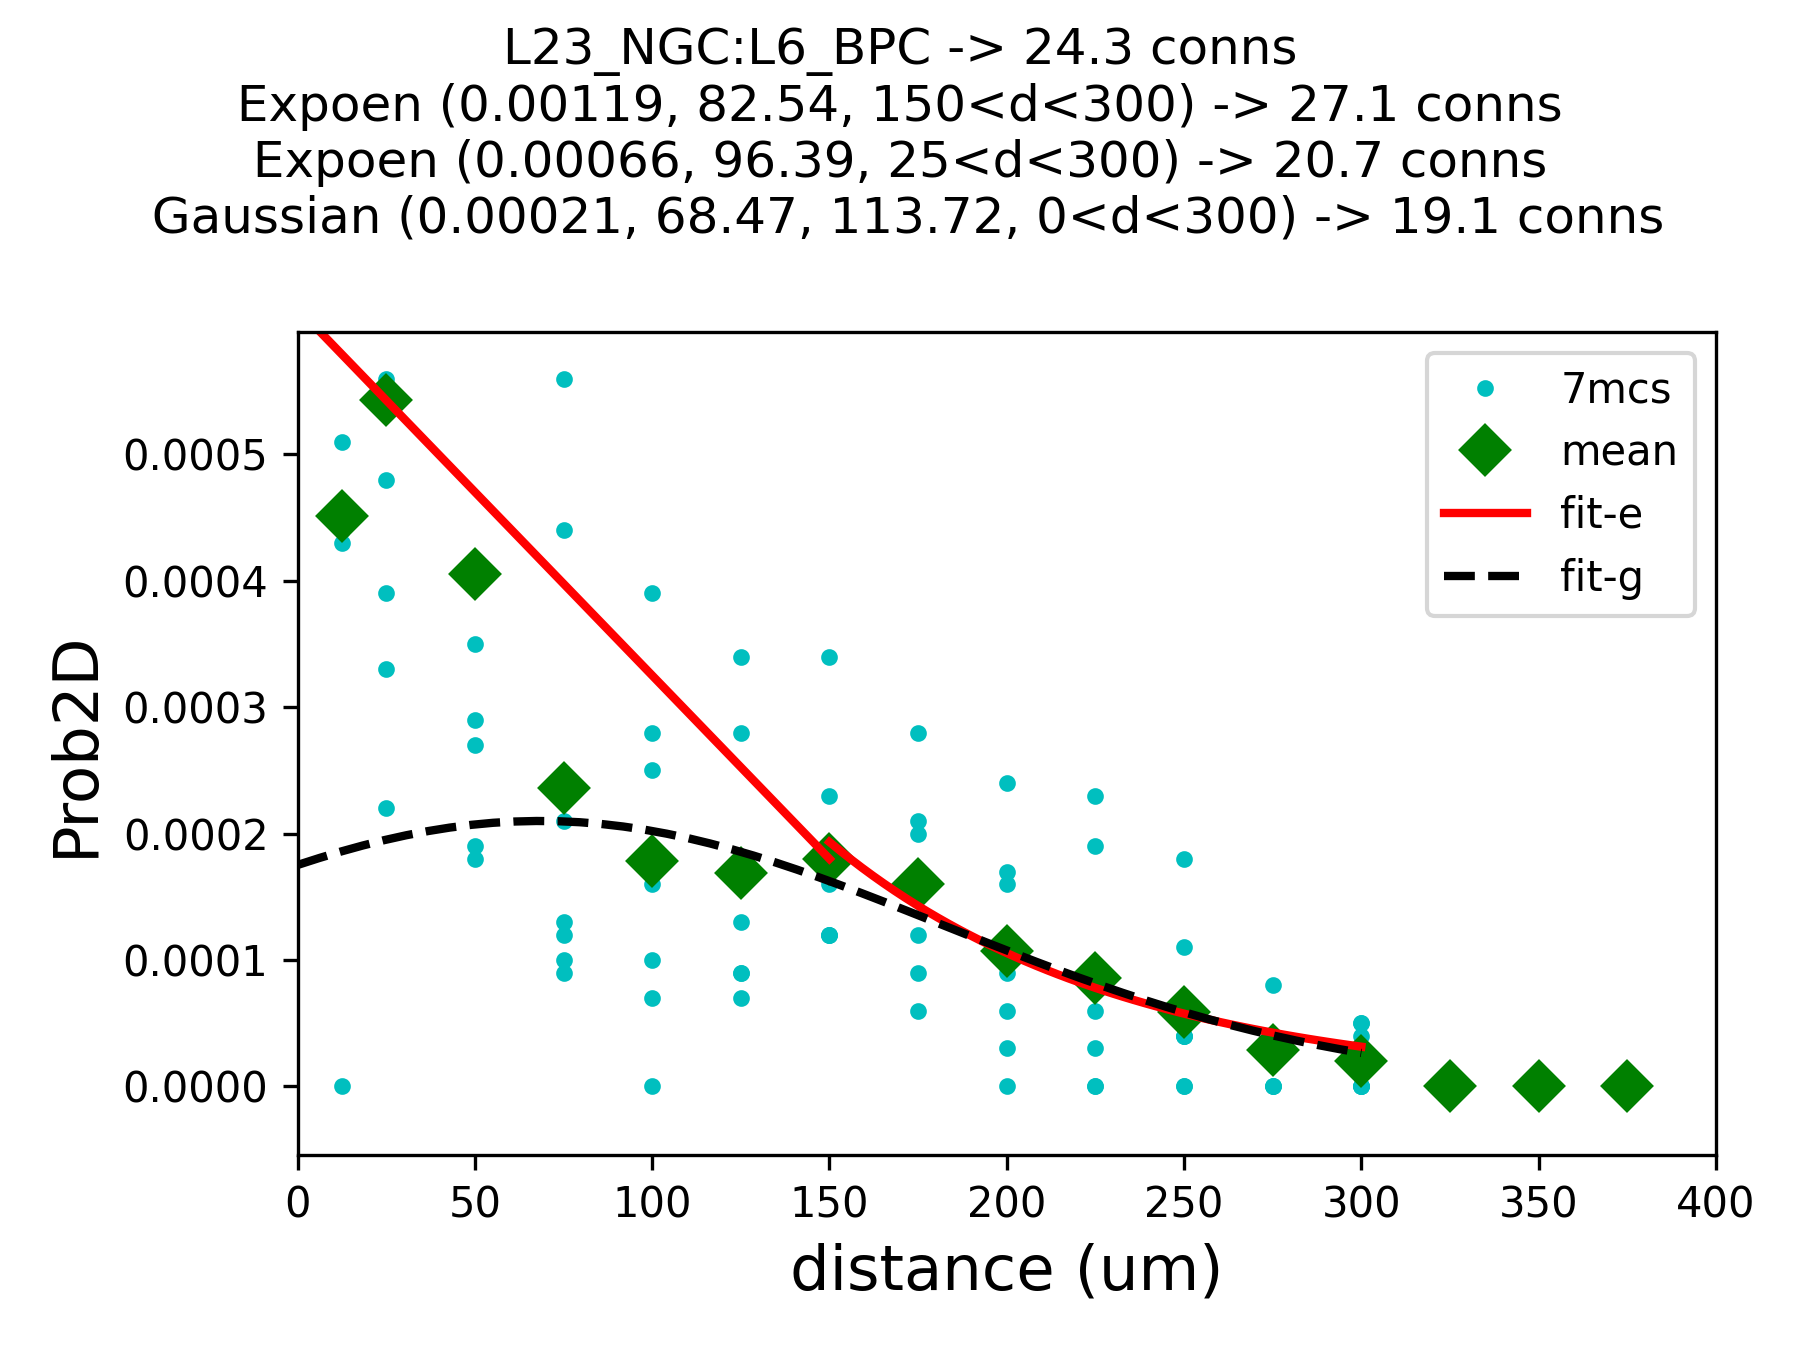 L23_NGC:L6_BPC -> 24.3 conns
Expoen (0.00119, 82.54, 150<d<300) -> 27.1 conns
Expoen (0.00066, 96.39, 25<d<300) -> 20.7 conns
Gaussian (0.00021, 68.47, 113.72, 0<d<300) -> 19.1 conns
7mcs
mean
fit-e
fit-g
Prob2D
0.0005
0.0004
0.0003
0.0002
0.0001
0.0000
0 50 100 150 200 250 300 350 400
distance (um)